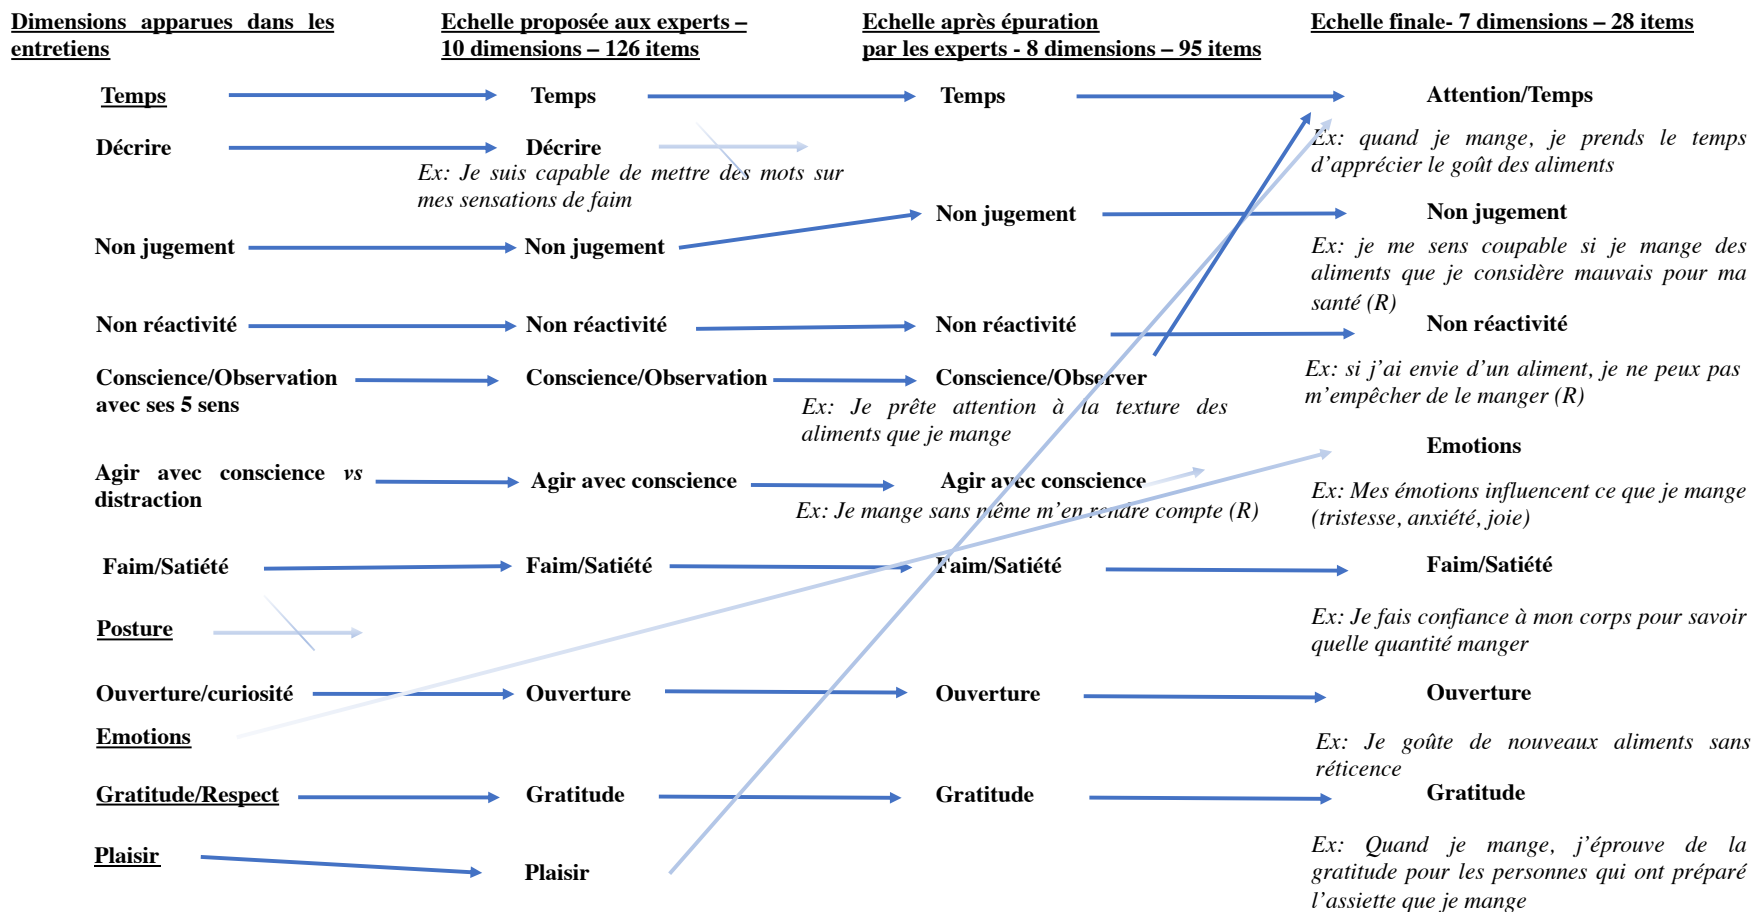 Dimensions apparues dans les
entretiens
Echelle proposée aux experts –
10 dimensions – 126 items
Echelle après épuration
par les experts - 8 dimensions – 95 items
Echelle finale- 7 dimensions – 28 items
Temps
Temps
Temps
Attention/Temps
Ex: quand je mange, je prends le temps
d’apprécier le goût des aliments
Décrire
Décrire
Ex: Je suis capable de mettre des mots sur
mes sensations de faim
Non jugement
Non jugement
Non jugement
Non jugement
Ex: je me sens coupable si je mange des
aliments que je considère mauvais pour ma
santé (R)
Non réactivité
Non réactivité
Non réactivité
Non réactivité
Ex: si j’ai envie d’un aliment, je ne peux pas
m’empêcher de le manger (R)
Conscience/Observation
avec ses 5 sens
Conscience/Observation
Conscience/Observer
Ex: Je prête attention à la texture des
aliments que je mange
Emotions
Ex: Mes émotions influencent ce que je mange
(tristesse, anxiété, joie)
Agir avec conscience vs
distraction
Agir avec conscience
Agir avec conscience
Ex: Je mange sans même m’en rendre compte (R)
Faim/Satiété
Faim/Satiété
Faim/Satiété
Faim/Satiété
Ex: Je fais confiance à mon corps pour savoir
quelle quantité manger
Posture
Ouverture/curiosité
Ouverture
Ouverture
Ouverture
Ex: Je goûte de nouveaux aliments sans
réticence
Emotions
Gratitude/Respect
Gratitude
Gratitude
Gratitude
Ex: Quand je mange, j’éprouve de la
gratitude pour les personnes qui ont préparé
l’assiette que je mange
Plaisir
Plaisir